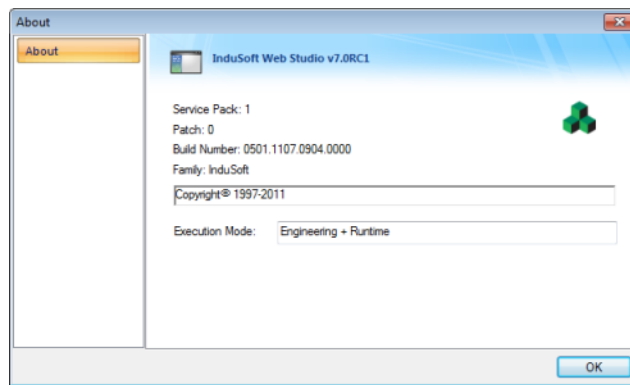 About
About
InduSoft Web Studio v7.0RC1
Service Pack: 1
Patch: 0
Build Number: 0501.1107.0904.0000
Family: InduSoft
Copyright® 1997-2011
Execution Mode: Engineering + Runtime
OK